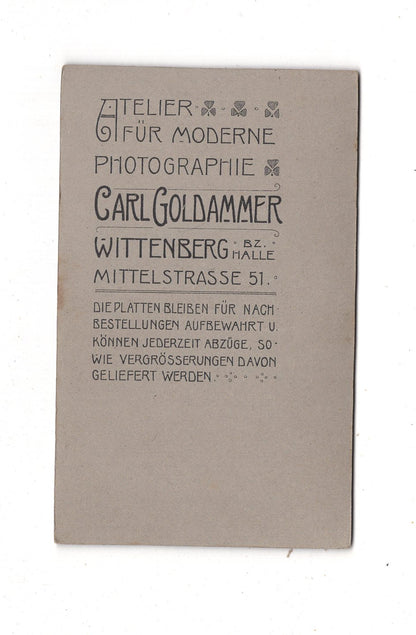 ATELIER
FÜR MODERNE
PHOTOGRAPHIE
CARL GOLDAMMER
WITTENBERG BZ. HALLE
MITTELSTRASSE 51.
DIE PLATTEN BLEIBEN FÜR NACH-
BESTELLUNGEN AUFBEWAHRT U.
KÖNNEN JEDERZEIT ABZÜGE, SO-
WIE VERGRÖSSERUNGEN DAVON
GELIEFERT WERDEN.